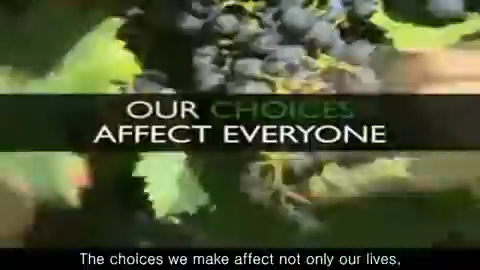 OUR CHOICES
AFFECT EVERYONE
The choices we make affect not only our lives,